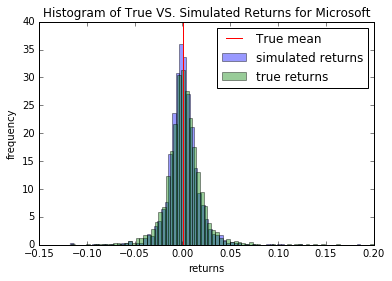 Histogram of True VS. Simulated Returns for Microsoft
40
35
30
25
20
15
10
5
0
frequency
True mean
simulated returns
true returns
−0.15 −0.10 −0.05 0.00 0.05 0.10 0.15 0.20
returns